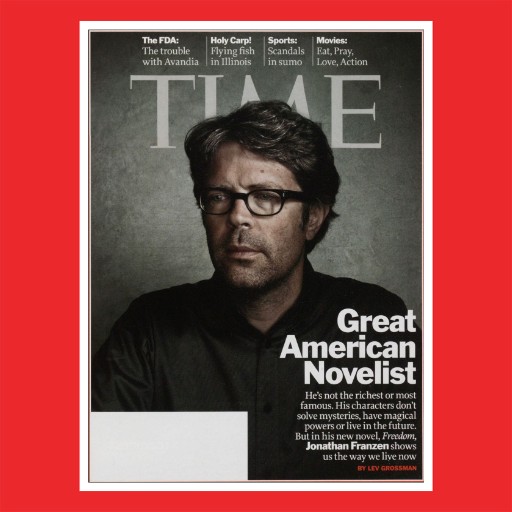 The FDA:
The trouble
with Avandia
Holy Carp!
Flying fish
in Illinois
Sports:
Scandals
in sumo
Movies:
Eat, Pray,
Love, Action
TIME
Great
American
Novelist
He's not the richest or most
famous. His characters don't
solve mysteries, have magical
powers or live in the future.
But in his new novel, Freedom,
Jonathan Franzen shows
us the way we live now
BY LEV GROSSMAN